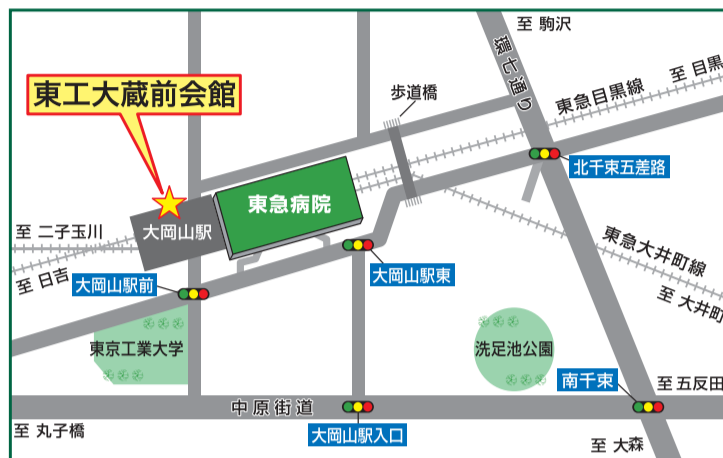 至 駒沢
環七通り
至 目黒
東急目黒線
歩道橋
東工大蔵前会館
北千束五差路
東急病院
大岡山駅
至 二子玉川
至 日吉
大岡山駅前
大岡山駅東
東急大井町線
至 大井町
東京工業大学
洗足池公園
南千束
至 五反田
中原街道
至 丸子橋
大岡山駅入口
至 大森